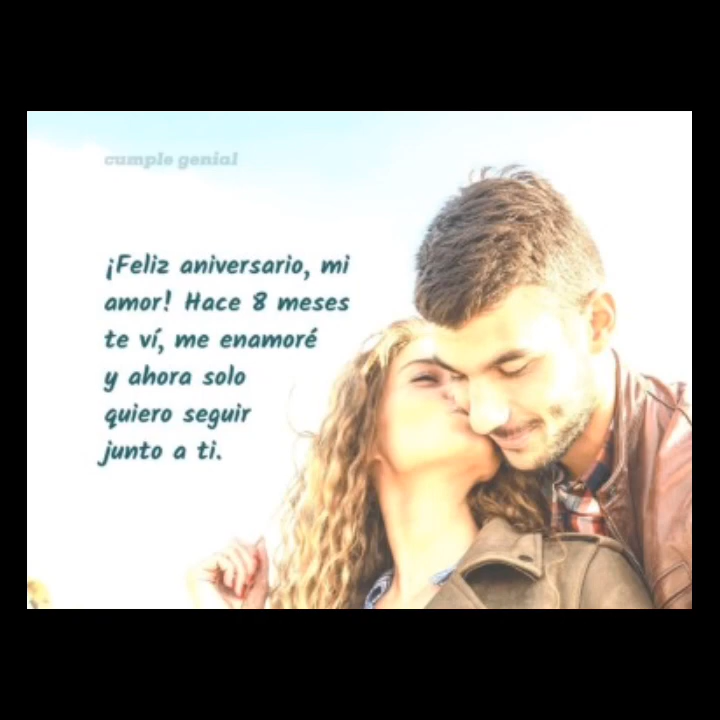 cumple genial
¡Feliz aniversario, mi
amor! Hace 8 meses
te ví, me enamoré
y ahora solo
quiero seguir
junto a ti.